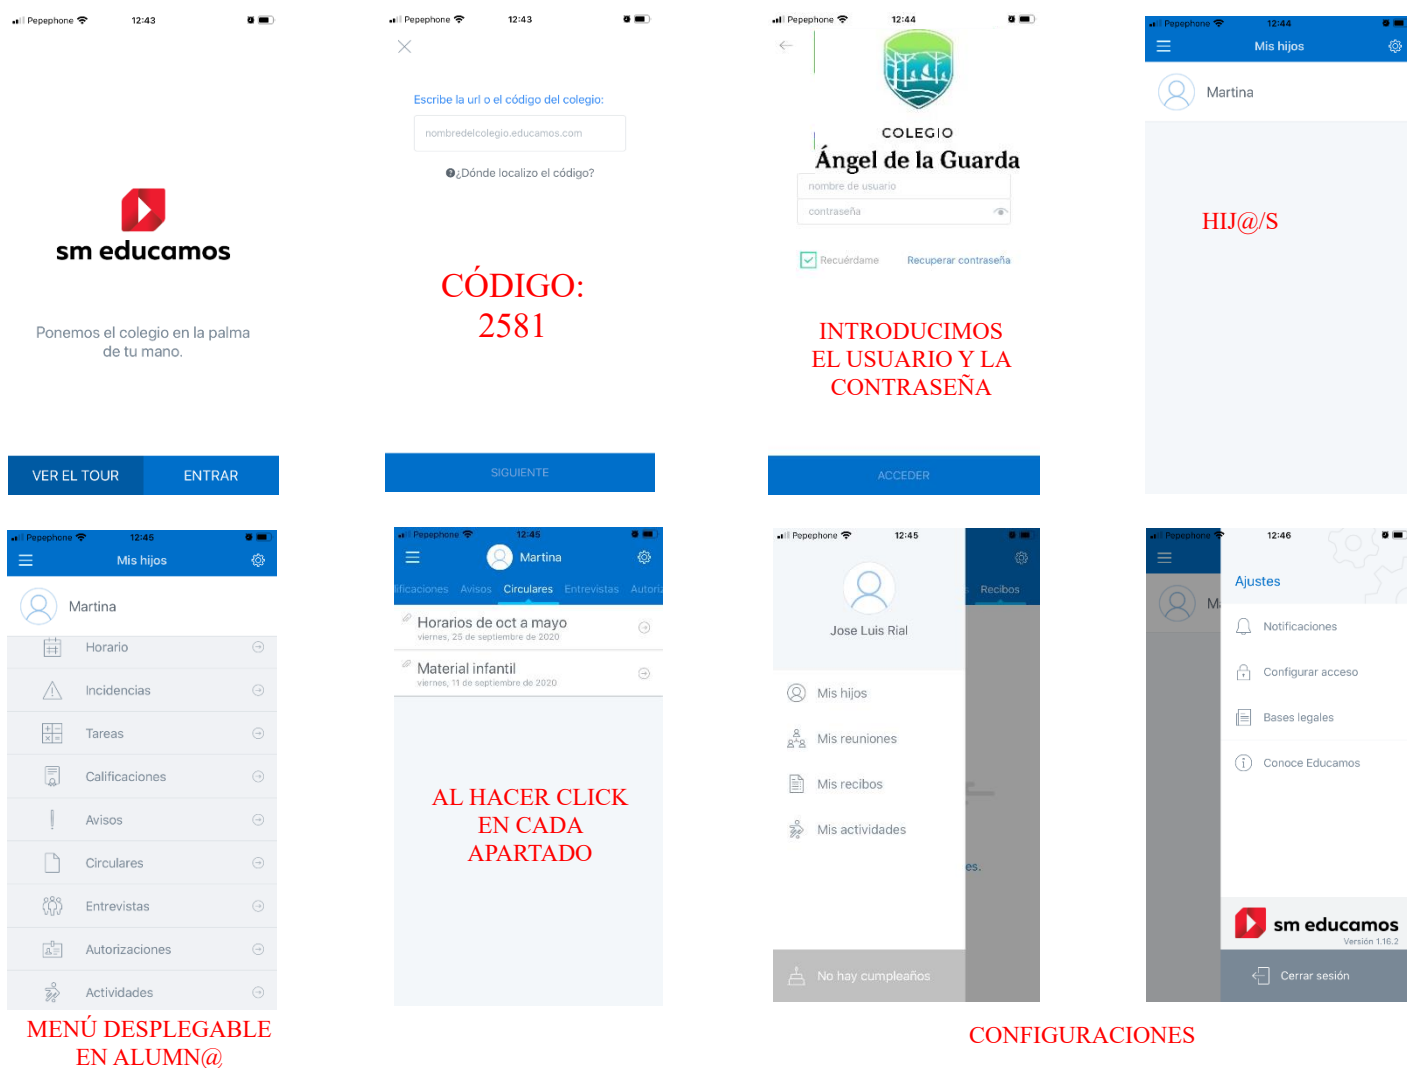 Pepephone 12:43
sm educamos
Ponemos el colegio en la palma
de tu mano.
VER EL TOUR ENTRAR
Pepephone 12:43
Escribe la url o el código del colegio:
nombredelcolegio.educamos.com
¿Dónde localizo el código?
CÓDIGO:
2581
SIGUIENTE
Pepephone 12:44
COLEGIO
Ángel de la Guarda
nombre de usuario
contraseña
Recuérdame Recuperar contraseña
INTRODUCIMOS
EL USUARIO Y LA
CONTRASEÑA
ACCEDER
Pepephone 12:44
Mis hijos
Martina
HIJ@/S
Pepephone 12:45
Mis hijos
Martina
Horario
Incidencias
Tareas
Calificaciones
Avisos
Circulares
Entrevistas
Autorizaciones
Actividades
MENÚ DESPLEGABLE
EN ALUMN@
Pepephone 12:45
Martina
lificaciones Avisos Circulares Entrevistas Autoriz
Horarios de oct a mayo
viernes, 25 de septiembre de 2020
Material infantil
viernes, 11 de septiembre de 2020
AL HACER CLICK
EN CADA
APARTADO
Pepephone 12:45
s Recibos
Jose Luis Rial
Mis hijos
Mis reuniones
Mis recibos
Mis actividades
es.
No hay cumpleaños
Pepephone 12:46
Ajustes
Ma
Notificaciones
Configurar acceso
Bases legales
Conoce Educamos
sm educamos
Versión 1.16.2
Cerrar sesión
CONFIGURACIONES